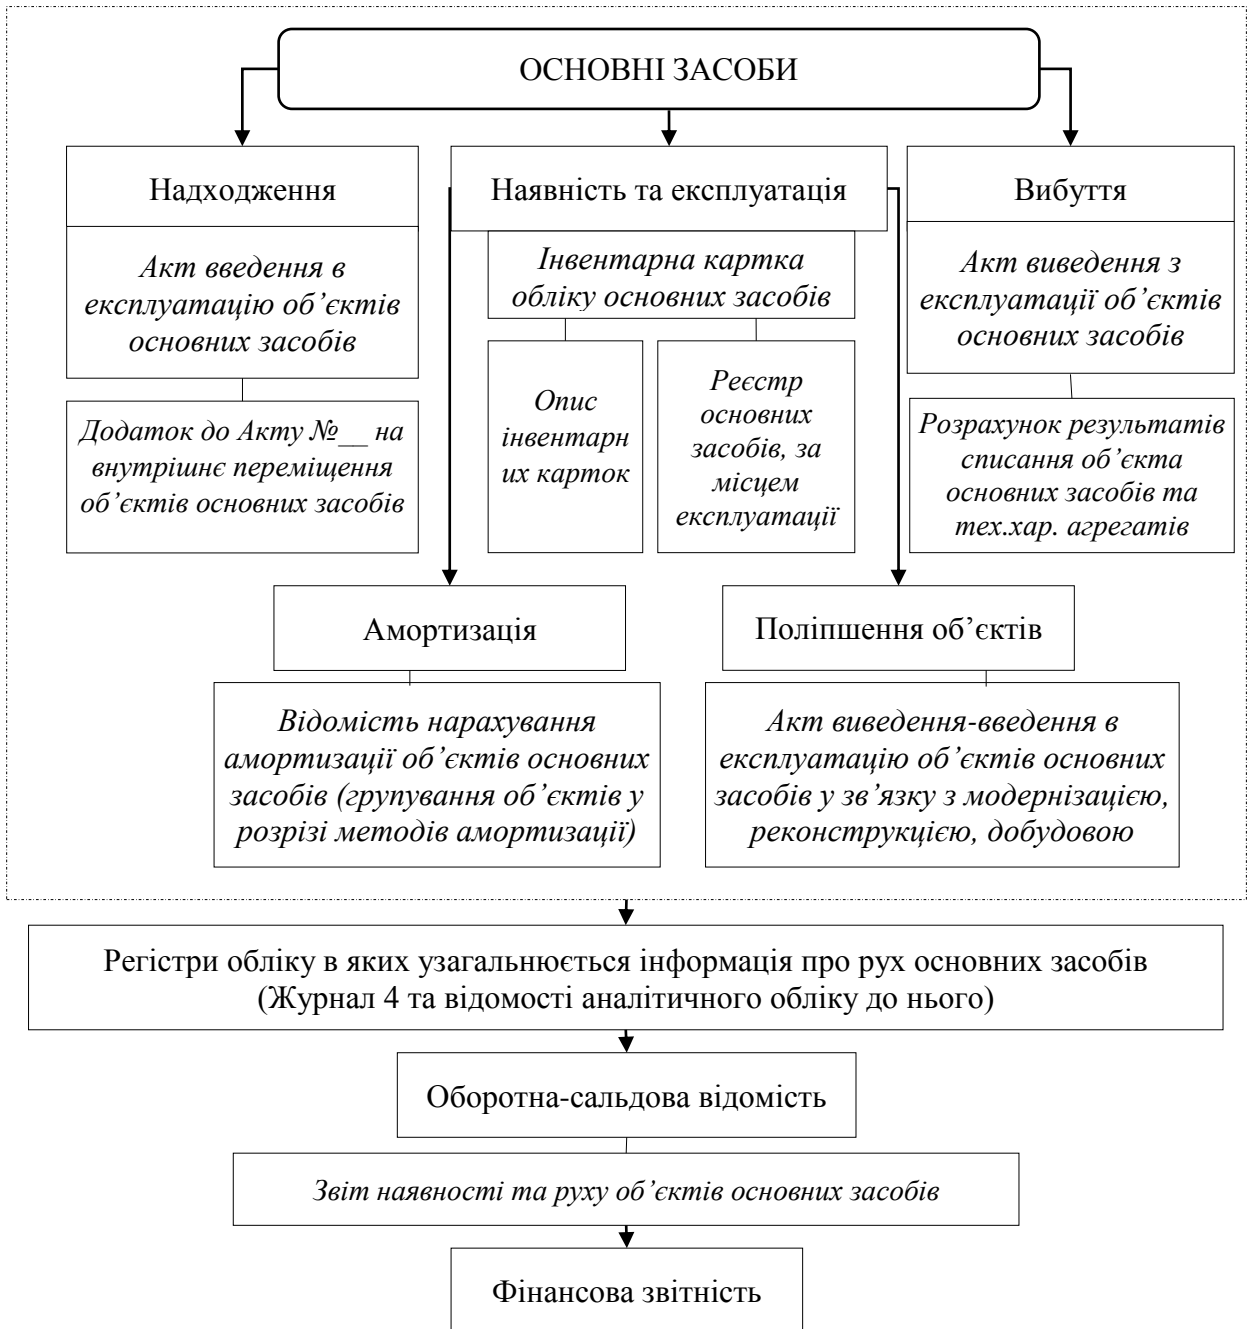 ОСНОВНІ ЗАСОБИ
Надходження
Акт введення в
експлуатацію об’єктів
основних засобів
Додаток до Акту №__ на
внутрішнє переміщення
об’єктів основних засобів
Наявність та експлуатація
Інвентарна картка
обліку основних засобів
Опис
інвентарн
их карток
Реєстр
основних
засобів, за
місцем
експлуатації
Вибуття
Акт виведення з
експлуатації об’єктів
основних засобів
Розрахунок результатів
списання об’єкта
основних засобів та
тех.хар. агрегатів
Амортизація
Відомість нарахування
амортизації об’єктів основних
засобів (групування об’єктів у
розрізі методів амортизації)
Поліпшення об’єктів
Акт виведення-введення в
експлуатацію об’єктів основних
засобів у зв’язку з модернізацією,
реконструкцією, добудовою
Регістри обліку в яких узагальнюється інформація про рух основних засобів
(Журнал 4 та відомості аналітичного обліку до нього)
Оборотна-сальдова відомість
Звіт наявності та руху об’єктів основних засобів
Фінансова звітність